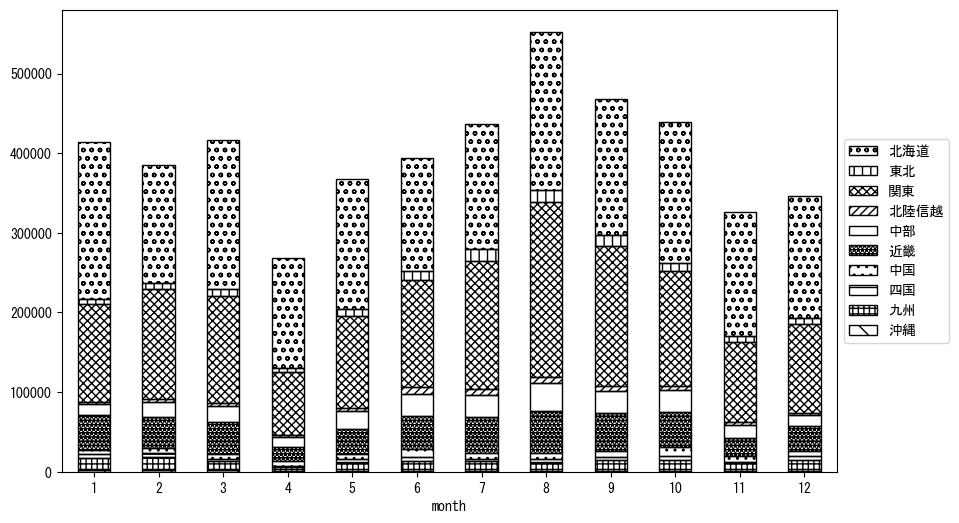 500000
400000
300000
200000
100000
0
1 2 3 4 5 6 7 8 9 10 11 12
month
北海道
東北
関東
北陸信越
中部
近畿
中国
四国
九州
沖縄